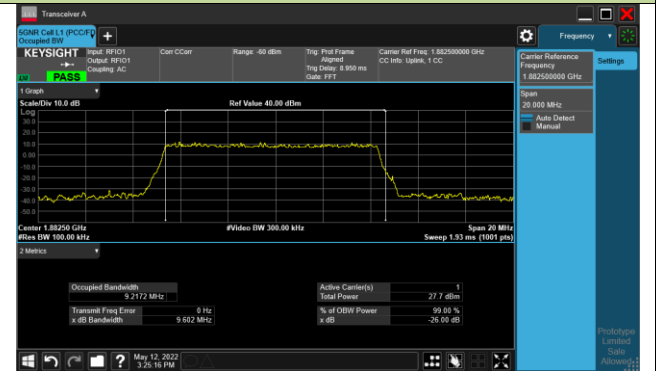 Transceiver A
5GNR Cell L1 (PCC/FD
Occupied BW
KEYSIGHT
LW
PASS
Input: RFIO1
Output: RFIO1
Coupling: AC
Corr CCorr
Range: -60 dBm
Trig: Prot Frame
Aligned
Trig Delay: 8.950 ms
Gate: FFT
Carrier Ref Freq: 1.882500000 GHz
CC Info: Uplink, 1 CC
Frequency
Settings
Carrier Reference
Frequency
1.882500000 GHz
Span
20.000 MHz
Auto Detect
Manual
1 Graph
Scale/Div 10.0 dB
Ref Value 40.00 dBm
Log
30.0
20.0
10.0
0.00
-10.0
-20.0
-30.0
-40.0
-50.0
Center 1.88250 GHz
#Video BW 300.00 kHz
Span 20 MHz
#Res BW 100.00 kHz
Sweep 1.93 ms (1001 pts)
2 Metrics
Occupied Bandwidth
9.2172 MHz
Transmit Freq Error 0 Hz
x dB Bandwidth 9.602 MHz
Active Carrier(s) 1
Total Power 27.7 dBm
% of OBW Power 99.00 %
x dB -26.00 dB
May 12, 2022
3:25:16 PM
Prototype
Limited
Sale
Allowed